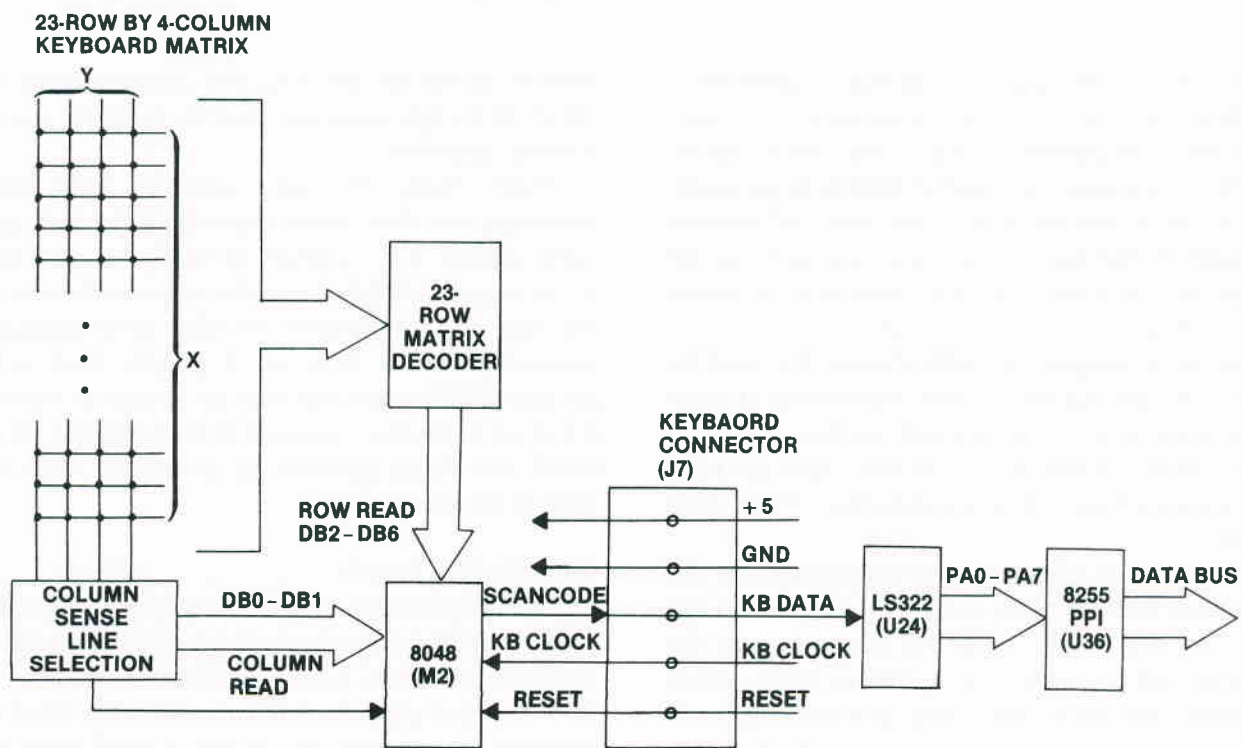 23-ROW BY 4-COLUMN
KEYBOARD MATRIX
Y
X
23-
ROW
MATRIX
DECODER
KEYBAORD
CONNECTOR
(J7)
ROW READ
DB2-DB6
+5
GND
COLUMN
SENSE
LINE
SELECTION
DB0-DB1
COLUMN
READ
8048
(M2)
SCANCODE
KB CLOCK
RESET
KB DATA
KB CLOCK
RESET
LS322
(U24)
PA0-PA7
8255
PPI
(U36)
DATA BUS